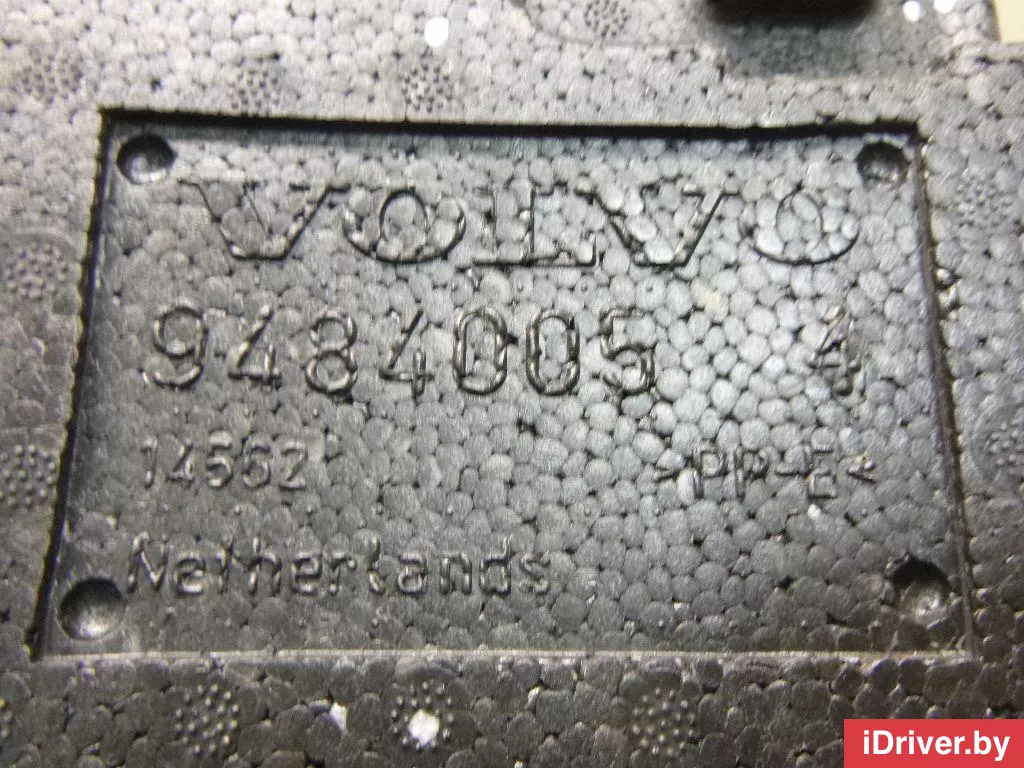 VOLVO
9484005 4
14562 >PP-E<
Netherlands
iDriver.by